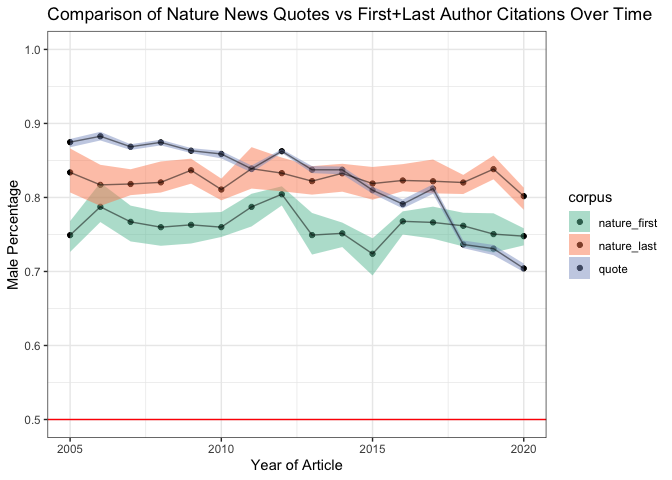 Comparison of Nature News Quotes vs First+Last Author Citations Over Time
1.0
0.9
0.8
0.7
0.6
0.5
Male Percentage
2005
2010
2015
2020
Year of Article
corpus
nature_first
nature_last
quote